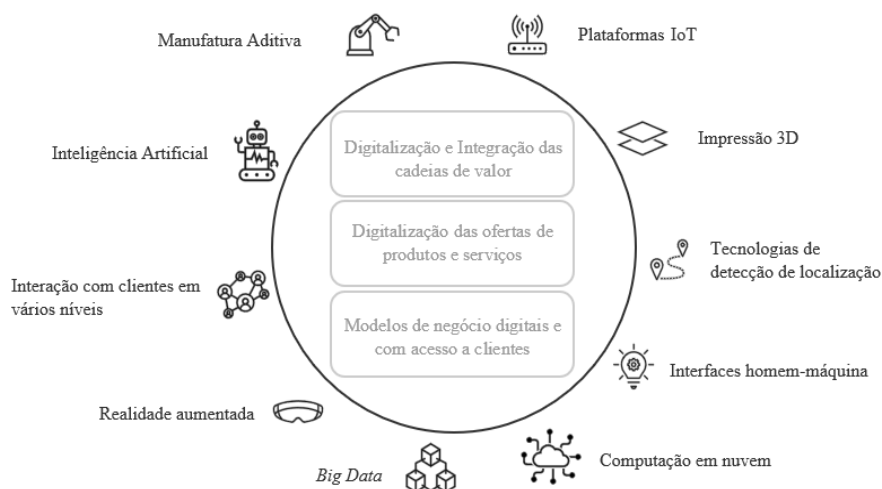 Manufatura Aditiva
Plataformas IoT
Inteligência Artificial
Digitalização e Integração das
cadeias de valor
Impressão 3D
Digitalização das ofertas de
produtos e serviços
Tecnologias de
detecção de localização
Interação com clientes em
vários níveis
Modelos de negócio digitais e
com acesso a clientes
Interfaces homem-máquina
Realidade aumentada
Big Data
Computação em nuvem